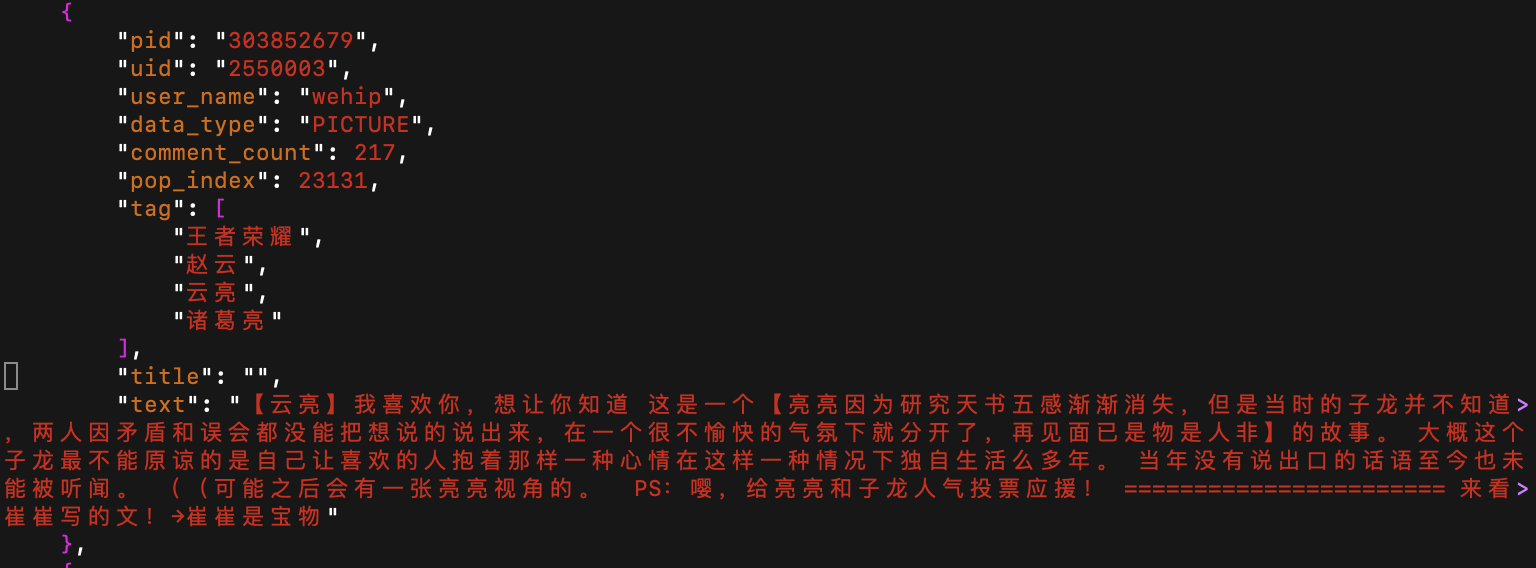 {
"pid": "303852679",
"uid": "2550003",
"user_name": "wehip",
"data_type": "PICTURE",
"comment_count": 217,
"pop_index": 23131,
"tag": [
"王者荣耀",
"赵云",
"云亮",
"诸葛亮"
],
"title": "",
"text": "【云亮】我喜欢你，想让你知道 这是一个【亮亮因为研究天书五感渐渐消失，但是当时的子龙并不知道>
，两人因矛盾和误会都没能把想说的说出来，在一个很不愉快的气氛下就分开了，再见面已是物是人非】的故事。 大概这个
子龙最不能原谅的是自己让喜欢的人抱着那样一种心情在这样一种情况下独自生活么多年。 当年没有说出口的话语至今也未
能被听闻。 （（可能之后会有一张亮亮视角的。 PS：嘤，给亮亮和子龙人气投票应援！ ======================= 来看>
崔崔写的文！→崔崔是宝物"
},
{